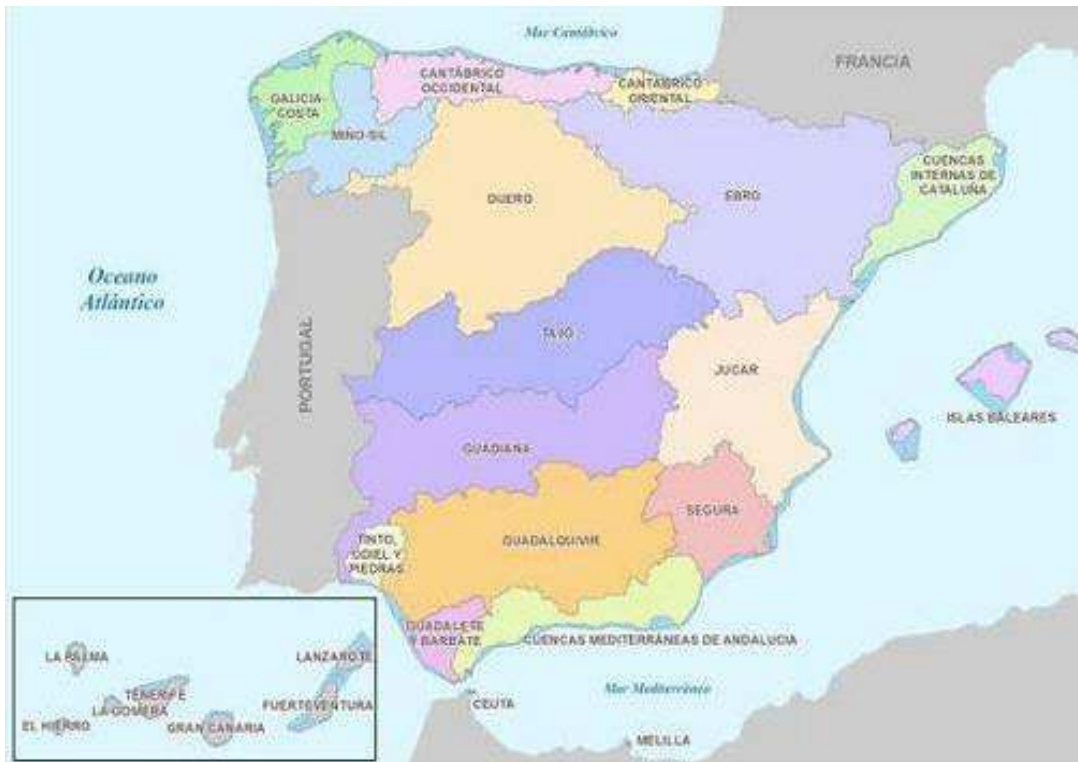 Mar Cantábrico
FRANCIA
CANTÁBRICO
OCCIDENTAL
CANTÁBRICO
ORIENTAL
GALICIA-
COSTA
MIÑO-SIL
CUENCAS
INTERNAS DE
CATALUÑA
DUERO
EBRO
Oceano
Atlántico
TAJO
PORTUGAL
JUCAR
ISLAS BALEARES
GUADIANA
SEGURA
TINTO,
ODIEL Y
PIEDRAS
GUADALQUIVIR
GUADALETE
Y BARBATE
CUENCAS MEDITERRÁNEAS DE ANDALUCIA
LA PALMA
LANZAROTE
TENERIFE
LA GOMERA
FUERTEVENTURA
EL HIERRO
GRAN CANARIA
Mar Mediterráneo
CEUTA
MELILLA